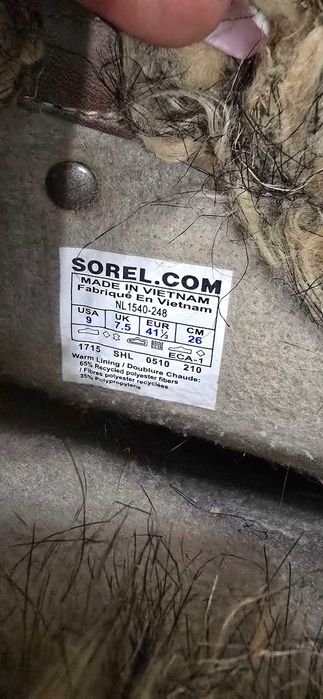 SOREL.COM
MADE IN VIETNAM
Fabriqué En Vietnam
NL1540-248
USA UK EUR CM
9 7.5 41½ 26
ECA-1
1715 SHL 0510 210
Warm Lining / Doublure Chaude:
65% Recycled polyester fibers
/ Fibres polyester recyclées
35% Polypropylene